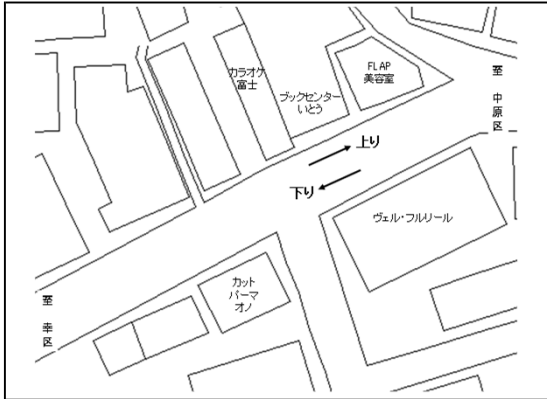 カラオケ
富士
ブックセンター
いとう
FLAP
美容室
至 中原区
上り
下り
ヴェル・フルリール
カット
パーマ
オノ
至 幸区